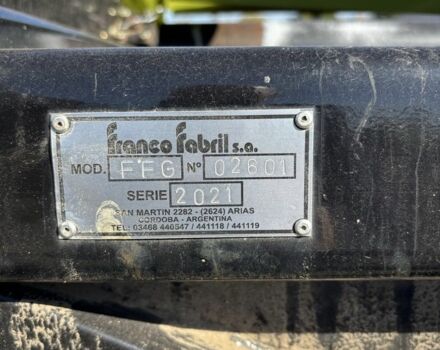 Franco Fabril s.a.
MOD. FFG Nº 02601
SERIE 2021
SAN MARTIN 2282 - (2624) ARIAS
CORDOBA - ARGENTINA
TEL: 03468 440547 / 441118 / 441119